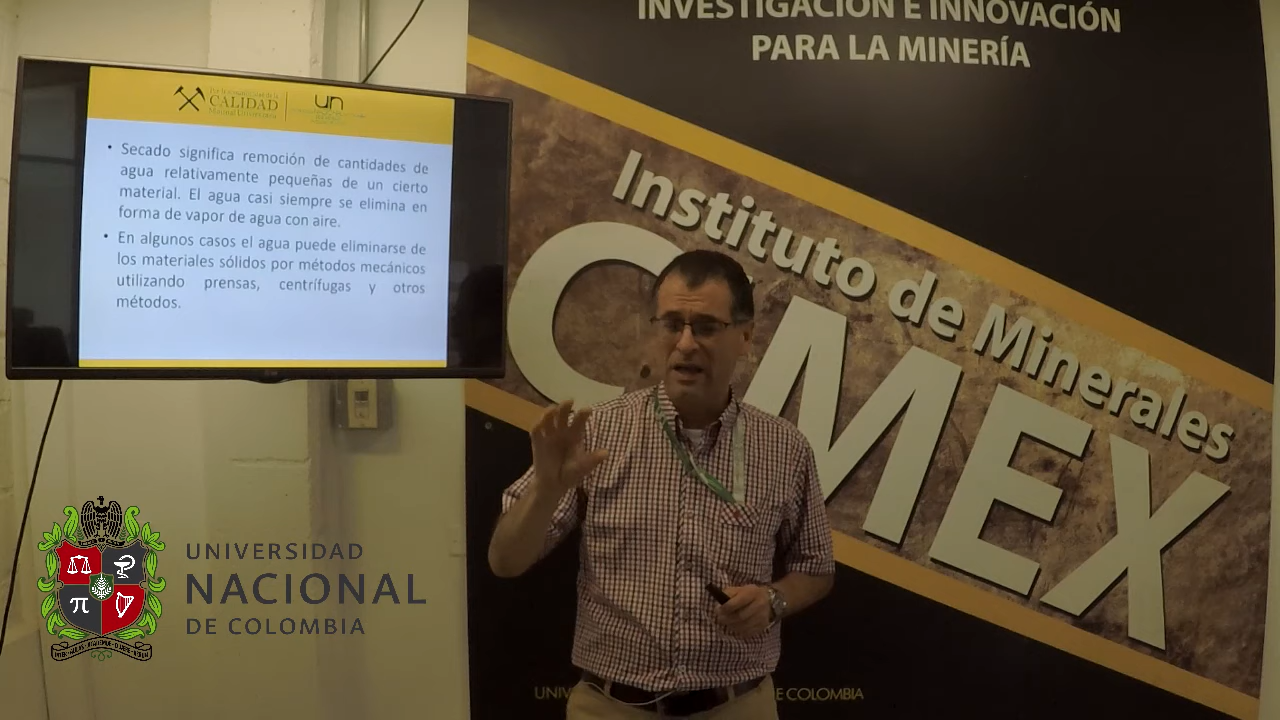 INVESTIGACIÓN E INNOVACIÓN
PARA LA MINERÍA
CALIDAD
un
• Secado significa remoción de cantidades de
agua relativamente pequeñas de un cierto
material. El agua casi siempre se elimina en
forma de vapor de agua con aire.
• En algunos casos el agua puede eliminarse de
los materiales sólidos por métodos mecánicos
utilizando prensas, centrífugas y otros
métodos.
Instituto de Minerales
CIMEX
UNIVERSIDAD
NACIONAL
DE COLOMBIA
π
DE COLOMBIA